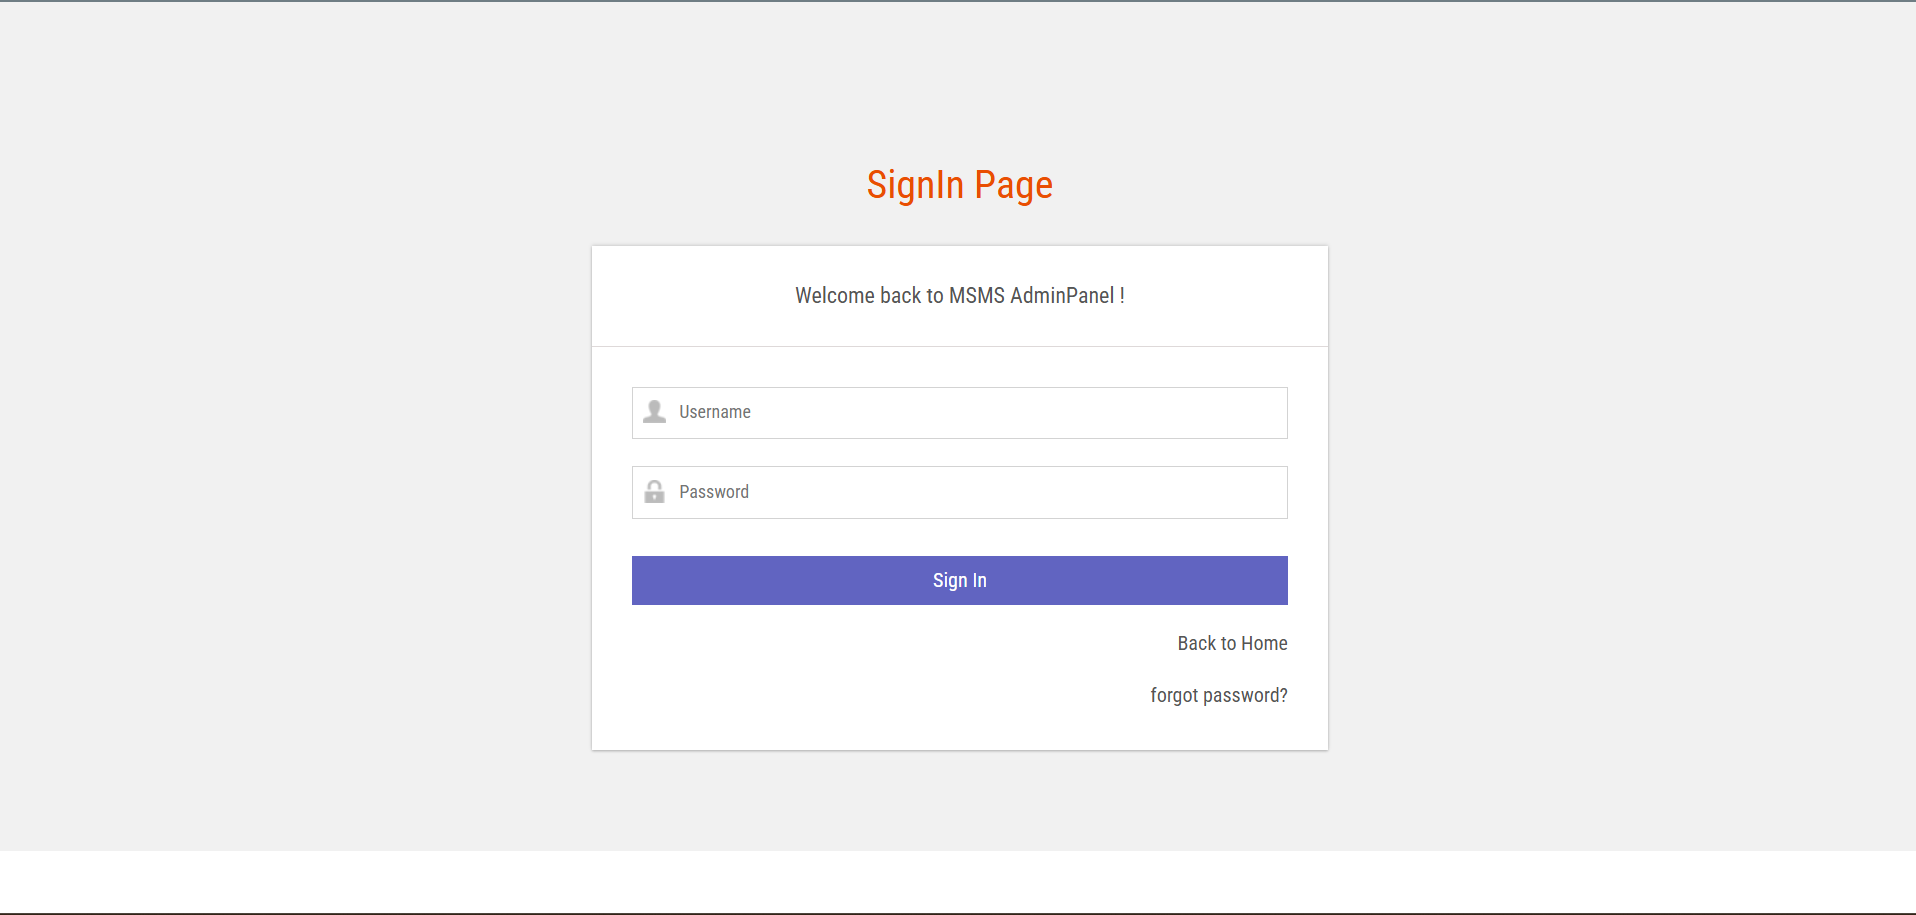 SignIn Page
Welcome back to MSMS AdminPanel !
Username
Password
Sign In
Back to Home
forgot password?